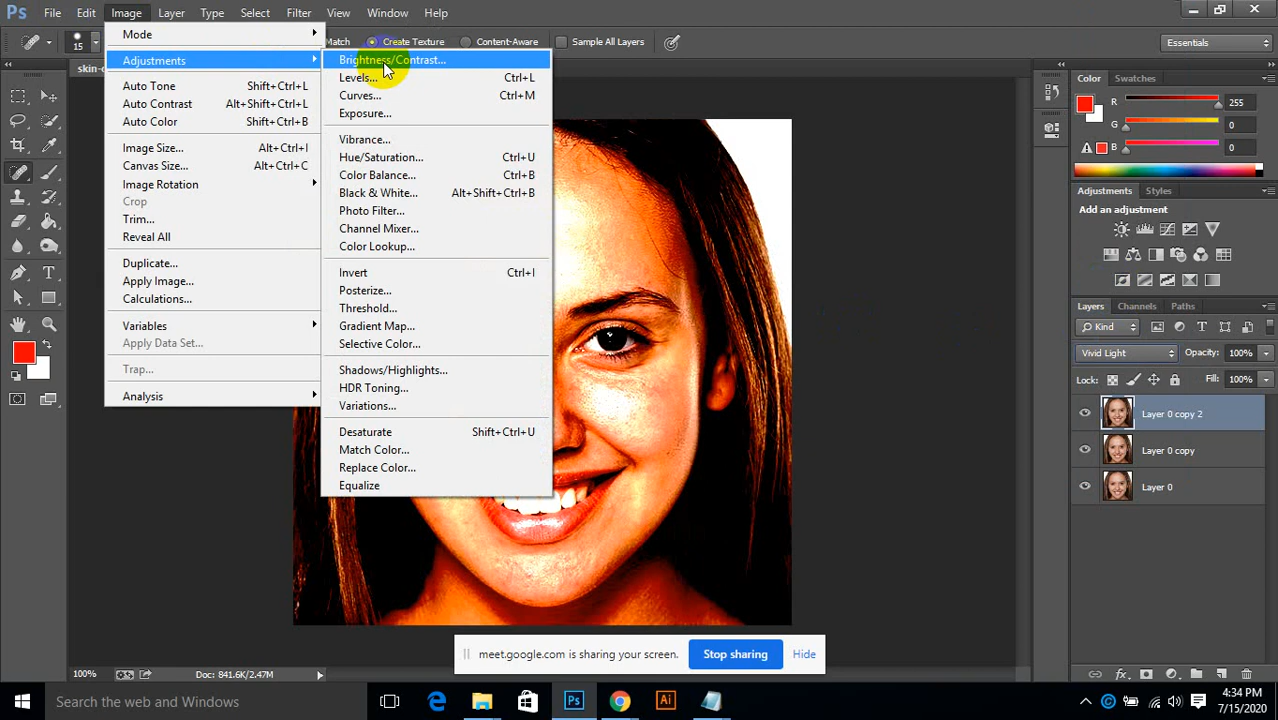 Ps File Edit Image Layer Type Select Filter View Window Help
15 Match Create Texture Content-Aware Sample All Layers Essentials
skin-
Mode
Adjustments
Auto Tone Shift+Ctrl+L
Auto Contrast Alt+Shift+Ctrl+L
Auto Color Shift+Ctrl+B
Image Size... Alt+Ctrl+I
Canvas Size... Alt+Ctrl+C
Image Rotation
Crop
Trim...
Reveal All
Duplicate...
Apply Image...
Calculations...
Variables
Apply Data Set...
Trap...
Analysis
Brightness/Contrast...
Levels... Ctrl+L
Curves... Ctrl+M
Exposure...
Vibrance...
Hue/Saturation... Ctrl+U
Color Balance... Ctrl+B
Black & White... Alt+Shift+Ctrl+B
Photo Filter...
Channel Mixer...
Color Lookup...
Invert Ctrl+I
Posterize...
Threshold...
Gradient Map...
Selective Color...
Shadows/Highlights...
HDR Toning...
Variations...
Desaturate Shift+Ctrl+U
Match Color...
Replace Color...
Equalize
Color Swatches
R 255
G 0
B 0
Adjustments Styles
Add an adjustment
Layers Channels Paths
Kind
Vivid Light Opacity: 100%
Lock: Fill: 100%
Layer 0 copy 2
Layer 0 copy
Layer 0
meet.google.com is sharing your screen. Stop sharing Hide
100% Doc: 841.6K/2.47M
Search the web and Windows
Ps Ai
4:34 PM
7/15/2020